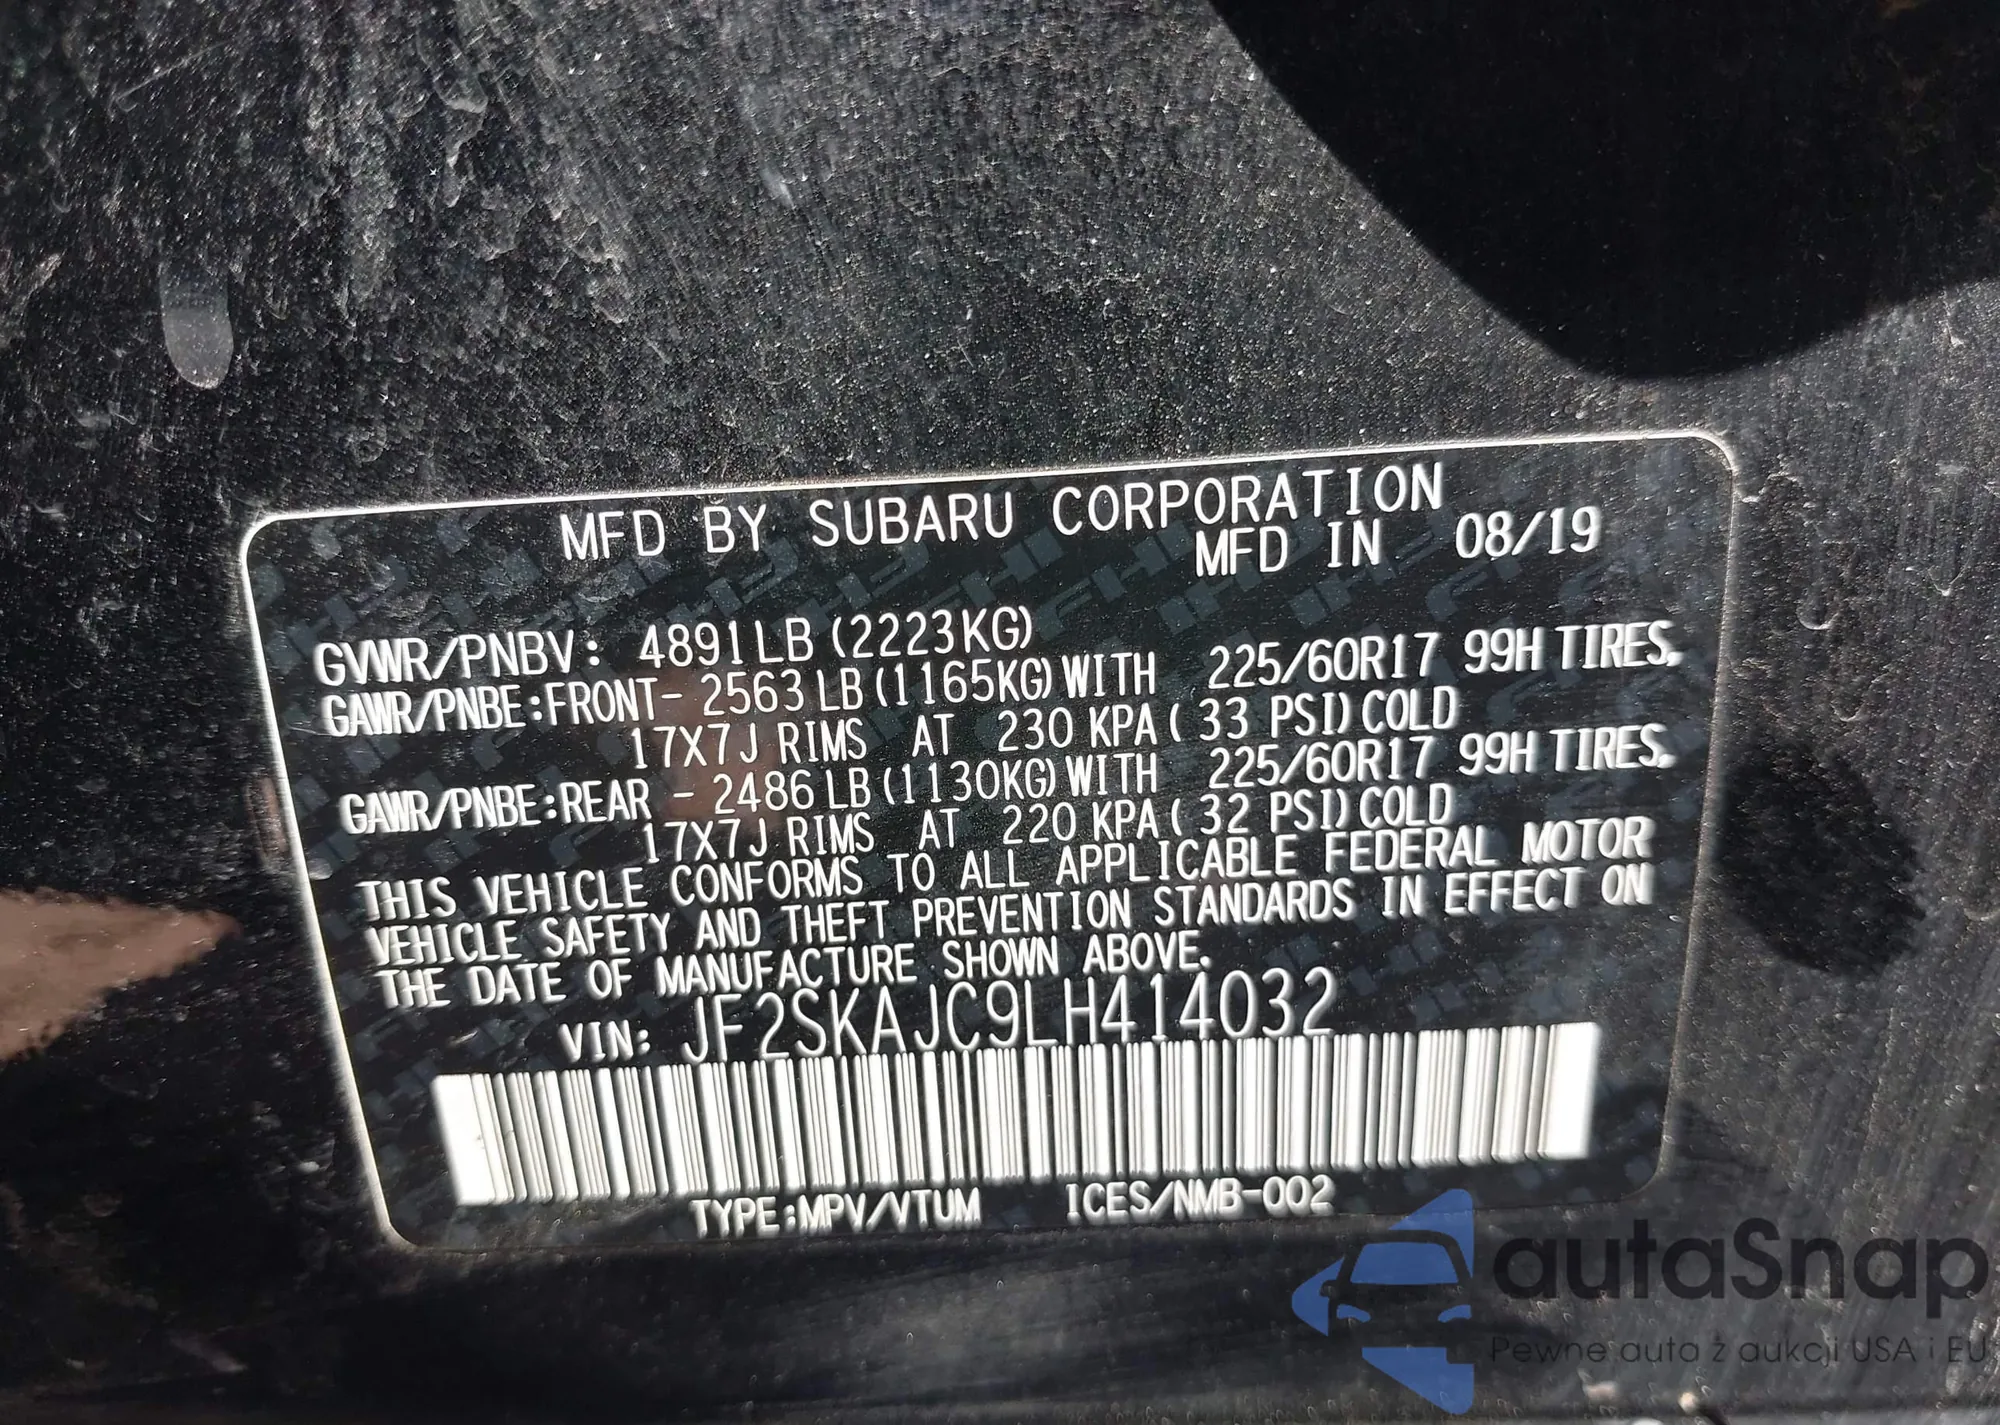 MFD BY SUBARU CORPORATION
MFD IN 08/19
GVWR/PNBV: 4891LB (2223KG)
GAWR/PNBE:FRONT- 2563 LB (1165KG) WITH 225/60R17 99H TIRES,
17X7J RIMS AT 230 KPA ( 33 PSI) COLD
GAWR/PNBE:REAR - 2486 LB (1130KG) WITH 225/60R17 99H TIRES,
17X7J RIMS AT 220 KPA ( 32 PSI) COLD
THIS VEHICLE CONFORMS TO ALL APPLICABLE FEDERAL MOTOR
VEHICLE SAFETY AND THEFT PREVENTION STANDARDS IN EFFECT ON
THE DATE OF MANUFACTURE SHOWN ABOVE.
VIN: JF2SKAJC9LH414032
TYPE:MPV/VTUM ICES/NMB-002
autaSnap
Pewne auta z aukcji USA i EU